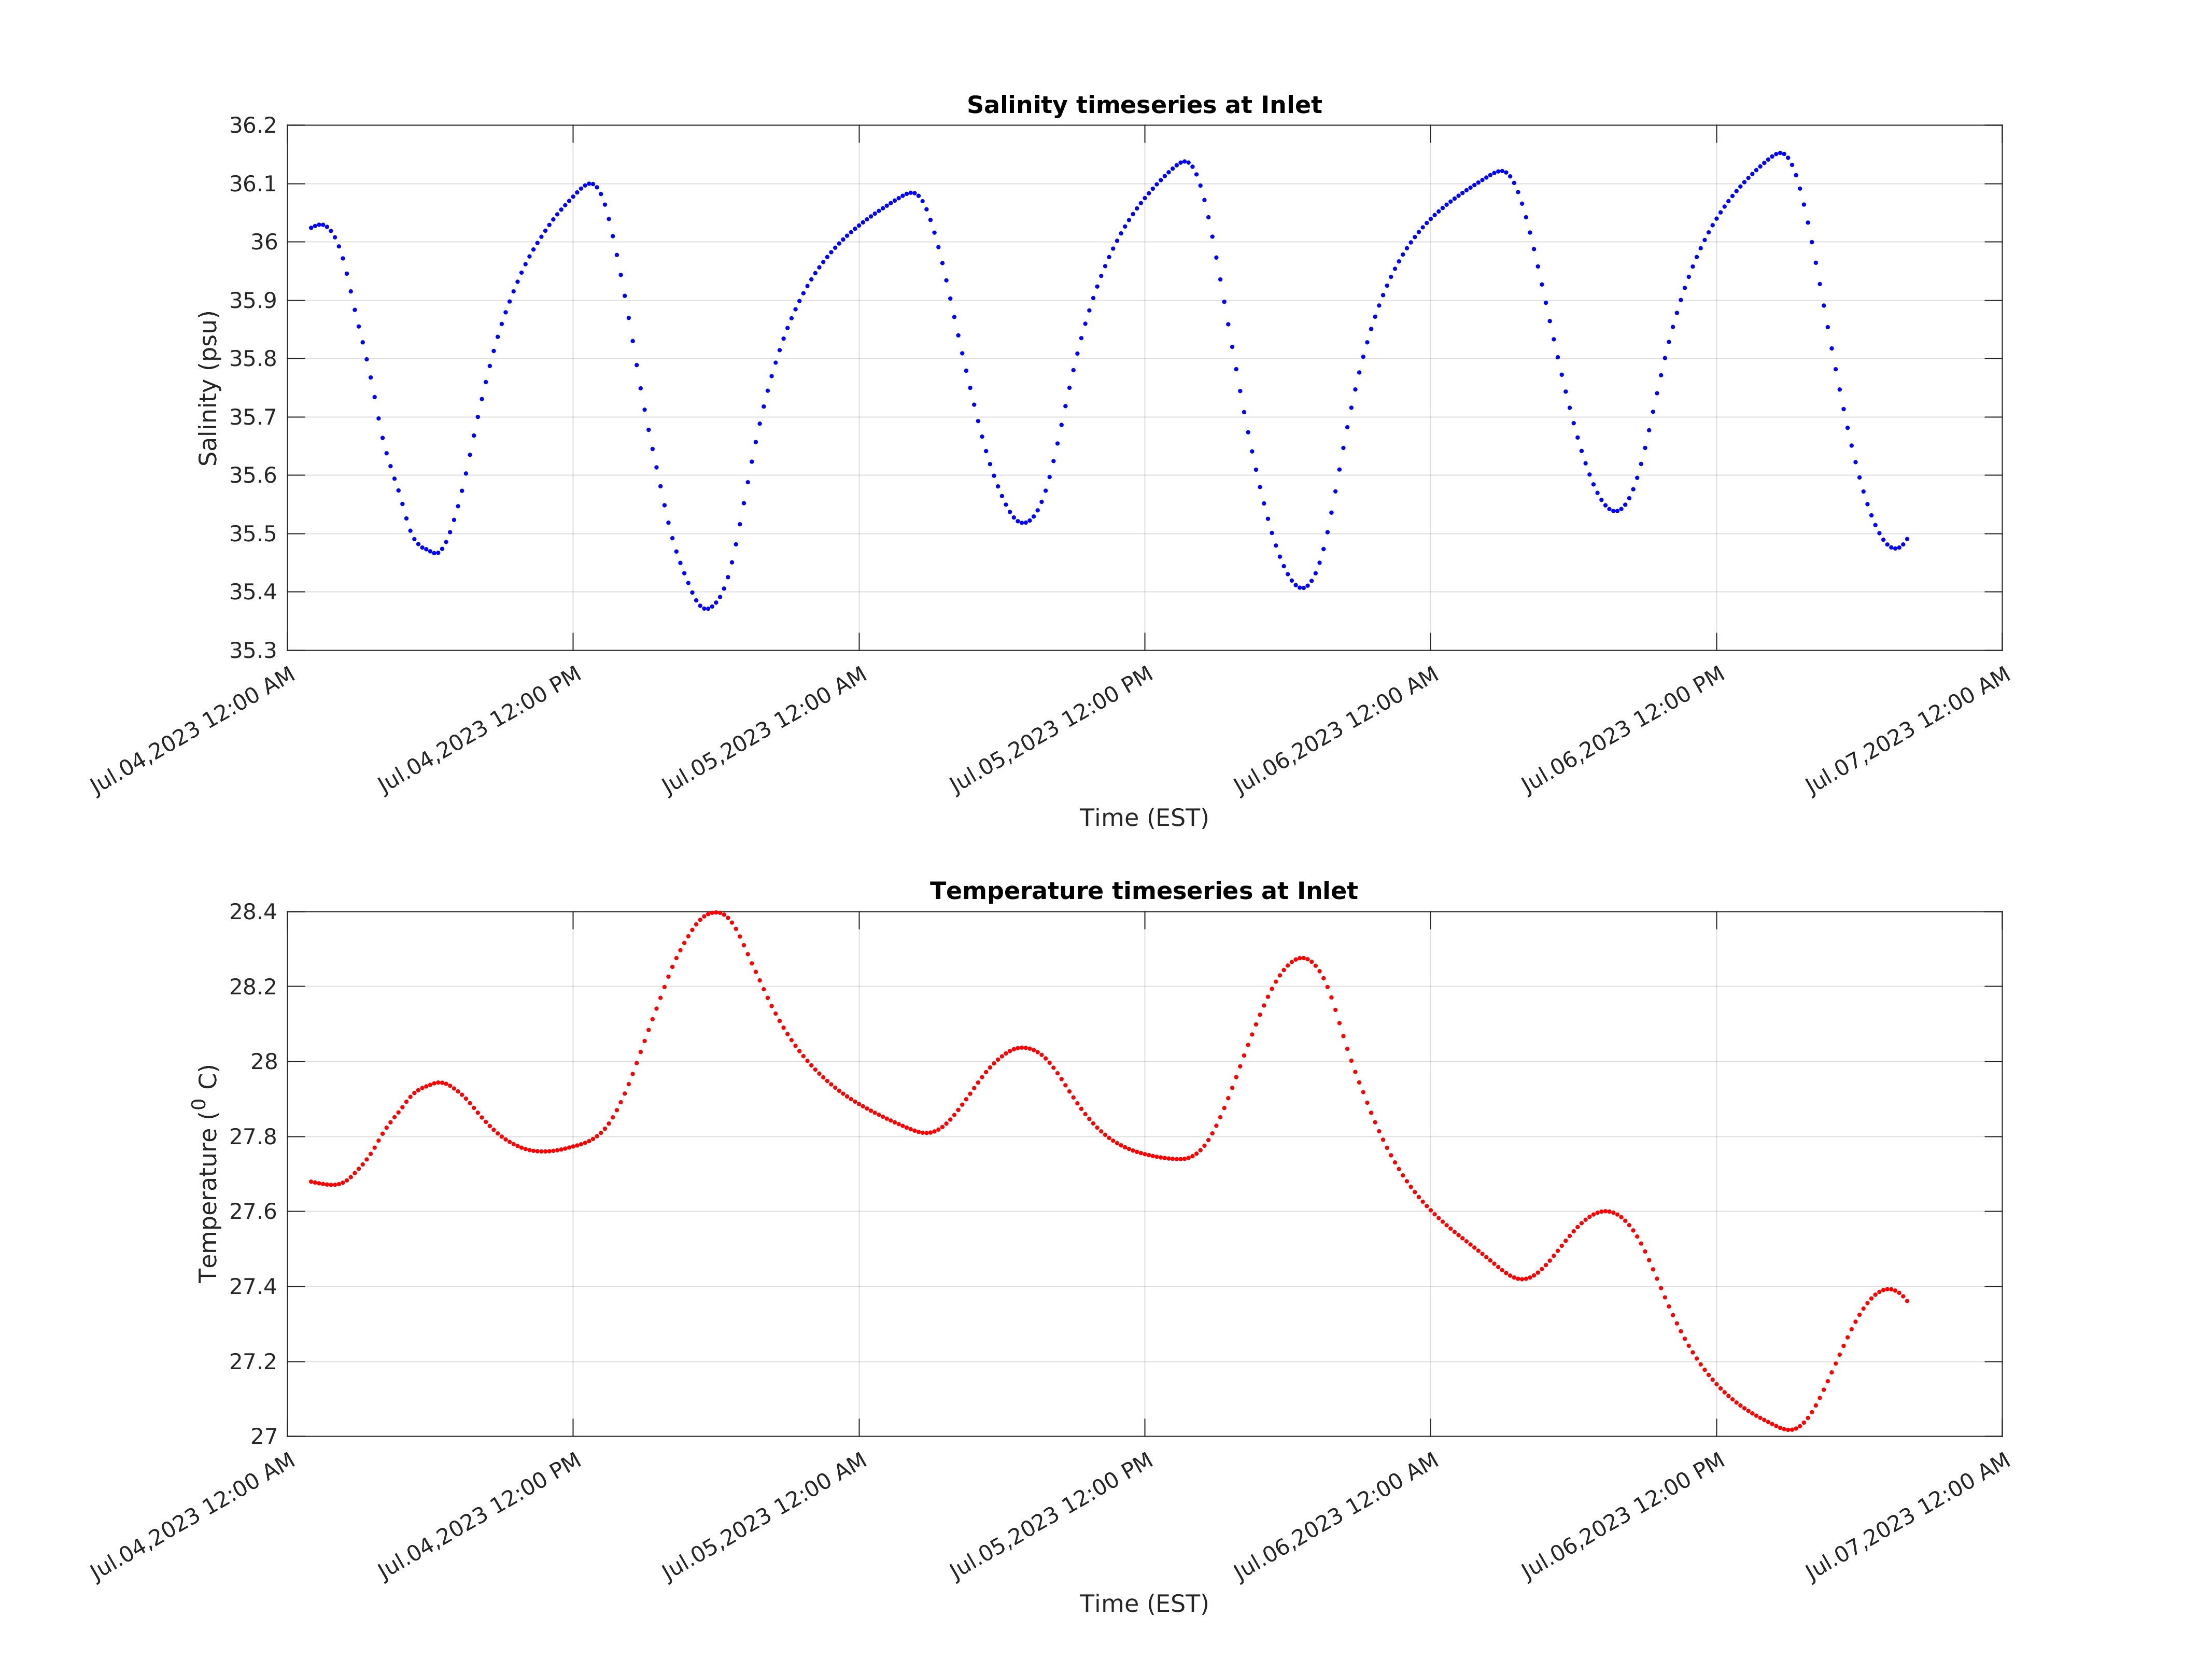 Salinity timeseries at Inlet
36.2
36.1
36
35.9
35.8
35.7
35.6
35.5
35.4
35.3
Salinity (psu)
Jul.04,2023 12:00 AM
Jul.04,2023 12:00 PM
Jul.05,2023 12:00 AM
Jul.05,2023 12:00 PM
Jul.06,2023 12:00 AM
Jul.06,2023 12:00 PM
Jul.07,2023 12:00 AM
Time (EST)
Temperature timeseries at Inlet
28.4
28.2
28
27.8
27.6
27.4
27.2
27
Temperature (⁰ C)
Jul.04,2023 12:00 AM
Jul.04,2023 12:00 PM
Jul.05,2023 12:00 AM
Jul.05,2023 12:00 PM
Jul.06,2023 12:00 AM
Jul.06,2023 12:00 PM
Jul.07,2023 12:00 AM
Time (EST)